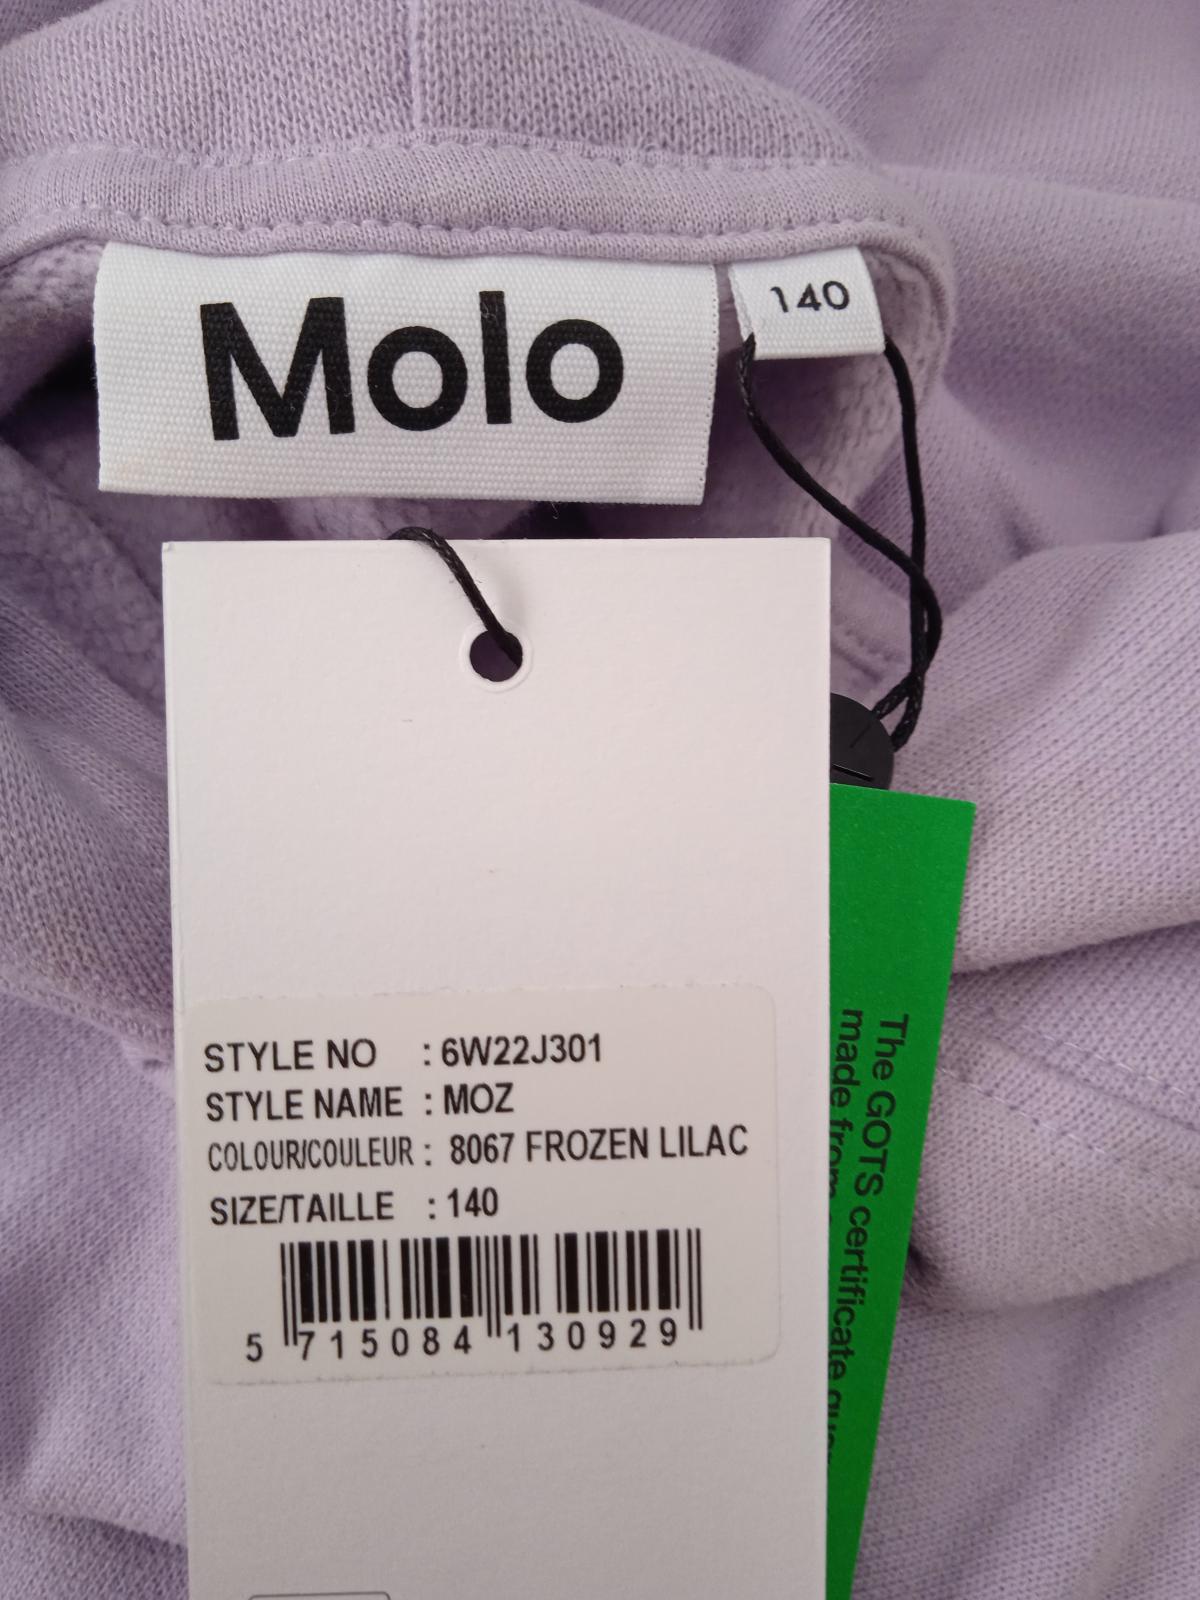 Molo
140
STYLE NO : 6W22J301
STYLE NAME : MOZ
COLOUR/COULEUR : 8067 FROZEN LILAC
SIZE/TAILLE : 140
5 715084 130929
The GOTS certificate
made from